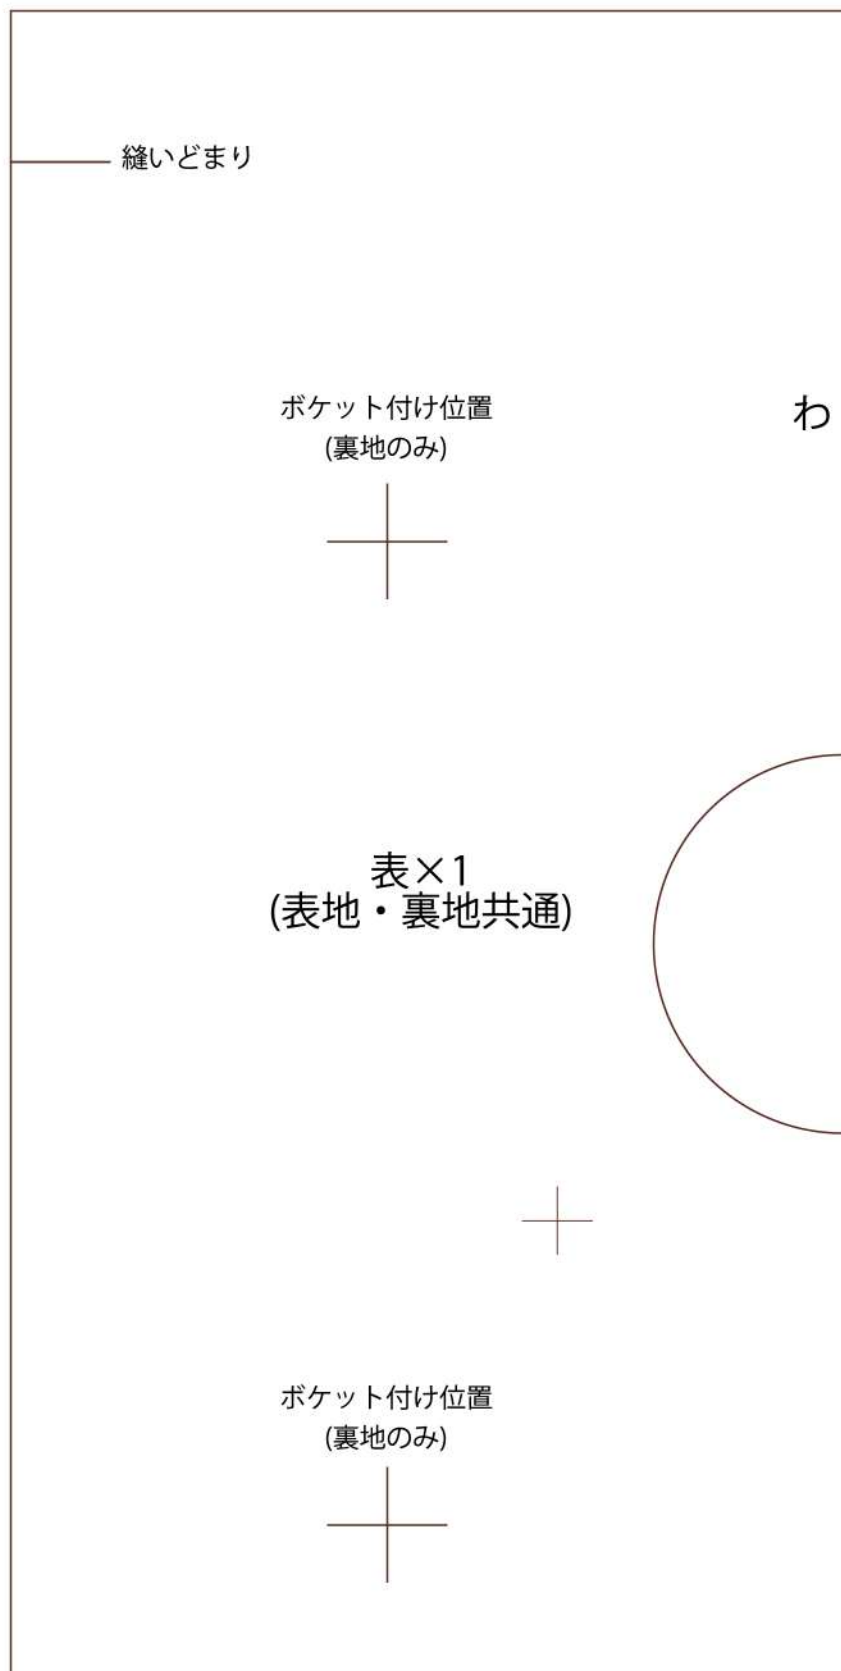 縫いどまり
ボケット付け位置
(裏地のみ)
わ
表×1
(表地・裏地共通)
ボケット付け位置
(裏地のみ)